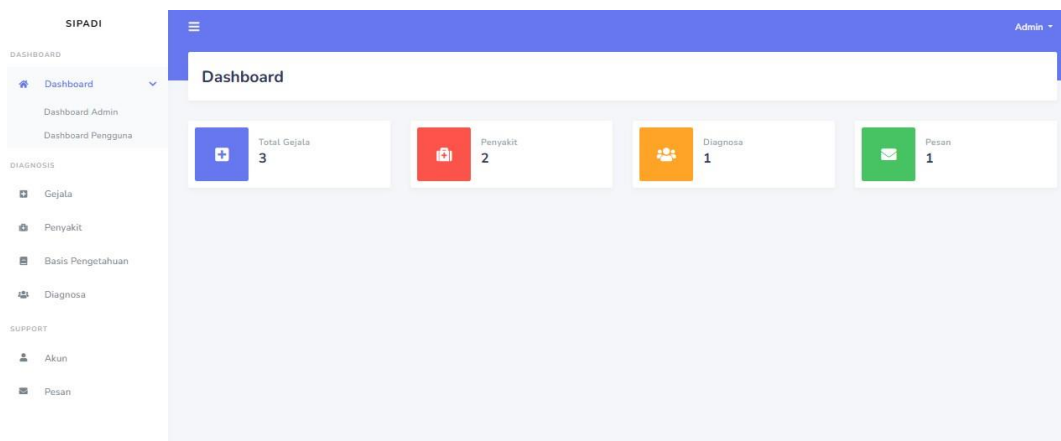 SIPADI
DASHBOARD
Dashboard
Dashboard Admin
Dashboard Pengguna
DIAGNOSIS
Gejala
Penyakit
Basis Pengetahuan
Diagnosa
SUPPORT
Akun
Pesan
Admin
Dashboard
Total Gejala
3
Penyakit
2
Diagnosa
1
Pesan
1